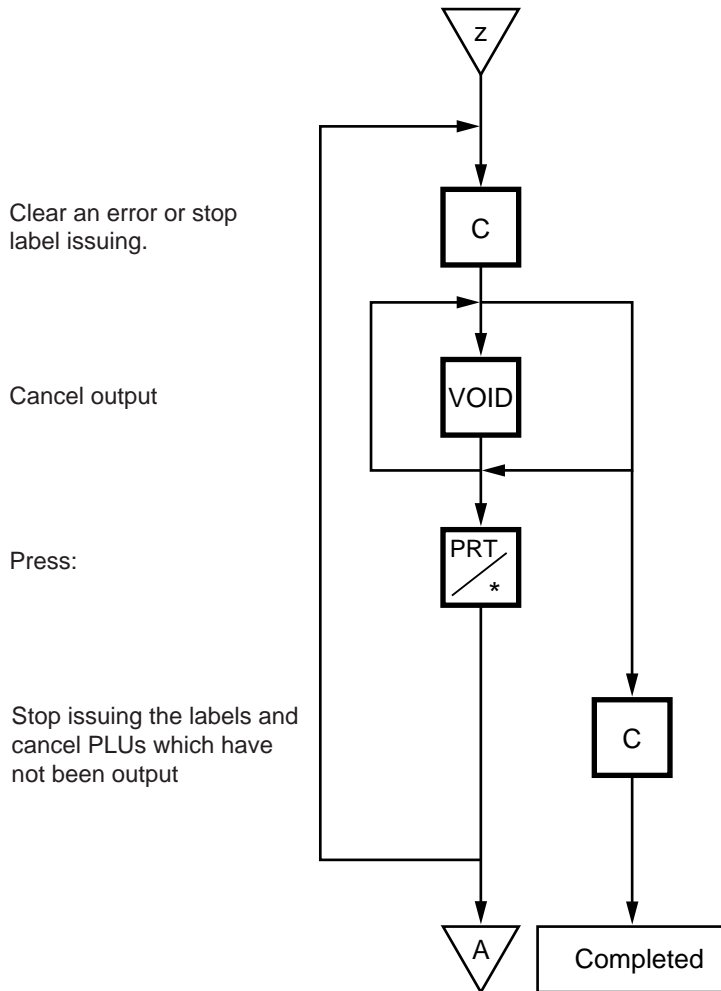 z
Clear an error or stop
label issuing.
C
Cancel output
VOID
Press:
PRT
*
Stop issuing the labels and
cancel PLUs which have
not been output
C
A
Completed